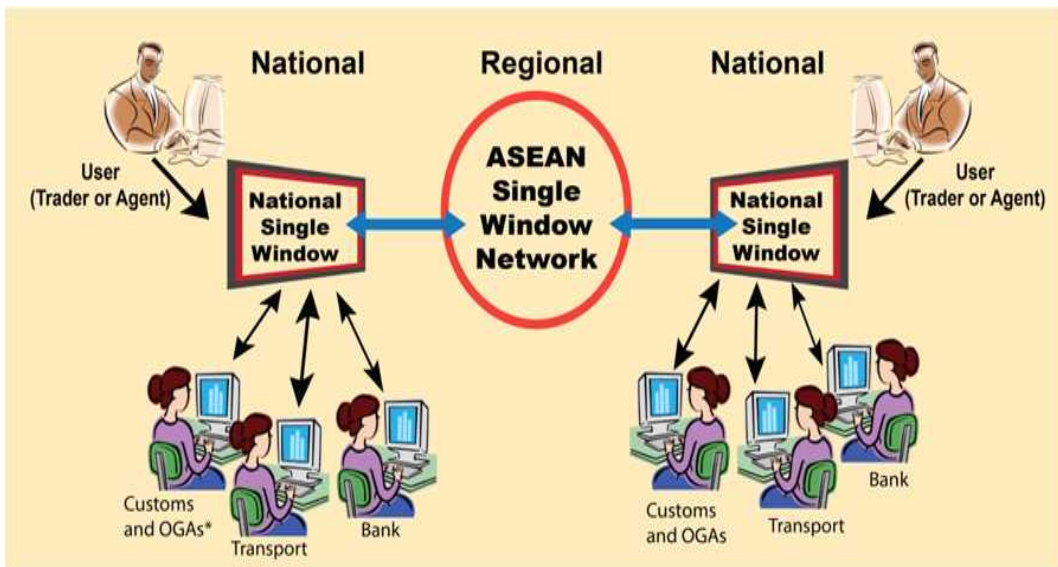 National
Regional
National
User
(Trader or Agent)
National
Single
Window
ASEAN
Single
Window
Network
National
Single
Window
User
(Trader or Agent)
Customs
and OGAs*
Transport
Bank
Customs
and OGAs
Transport
Bank